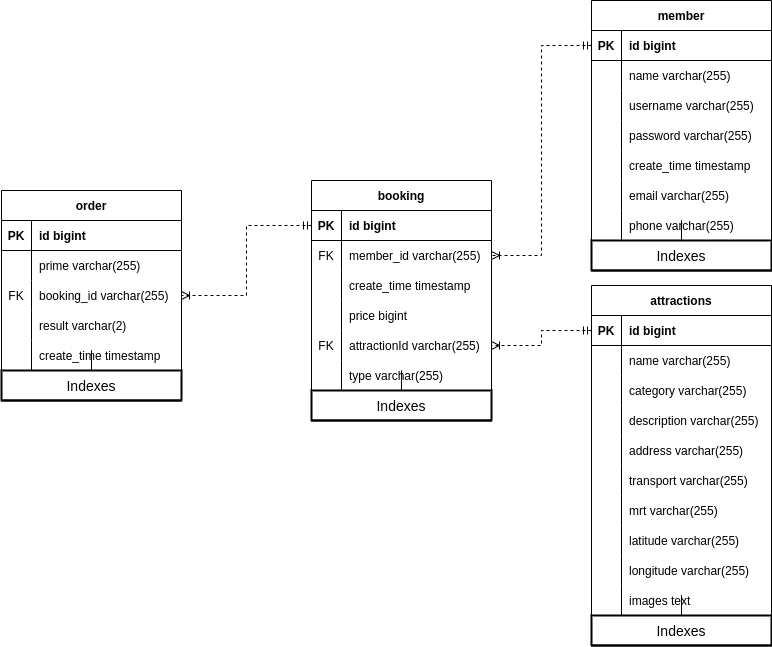 member
PK id bigint
name varchar(255)
username varchar(255)
password varchar(255)
create_time timestamp
email varchar(255)
phone varchar(255)
Indexes
order
PK id bigint
prime varchar(255)
FK booking_id varchar(255)
result varchar(2)
create_time timestamp
Indexes
booking
PK id bigint
FK member_id varchar(255)
create_time timestamp
price bigint
FK attractionId varchar(255)
type varchar(255)
Indexes
attractions
PK id bigint
name varchar(255)
category varchar(255)
description varchar(255)
address varchar(255)
transport varchar(255)
mrt varchar(255)
latitude varchar(255)
longitude varchar(255)
images text
Indexes